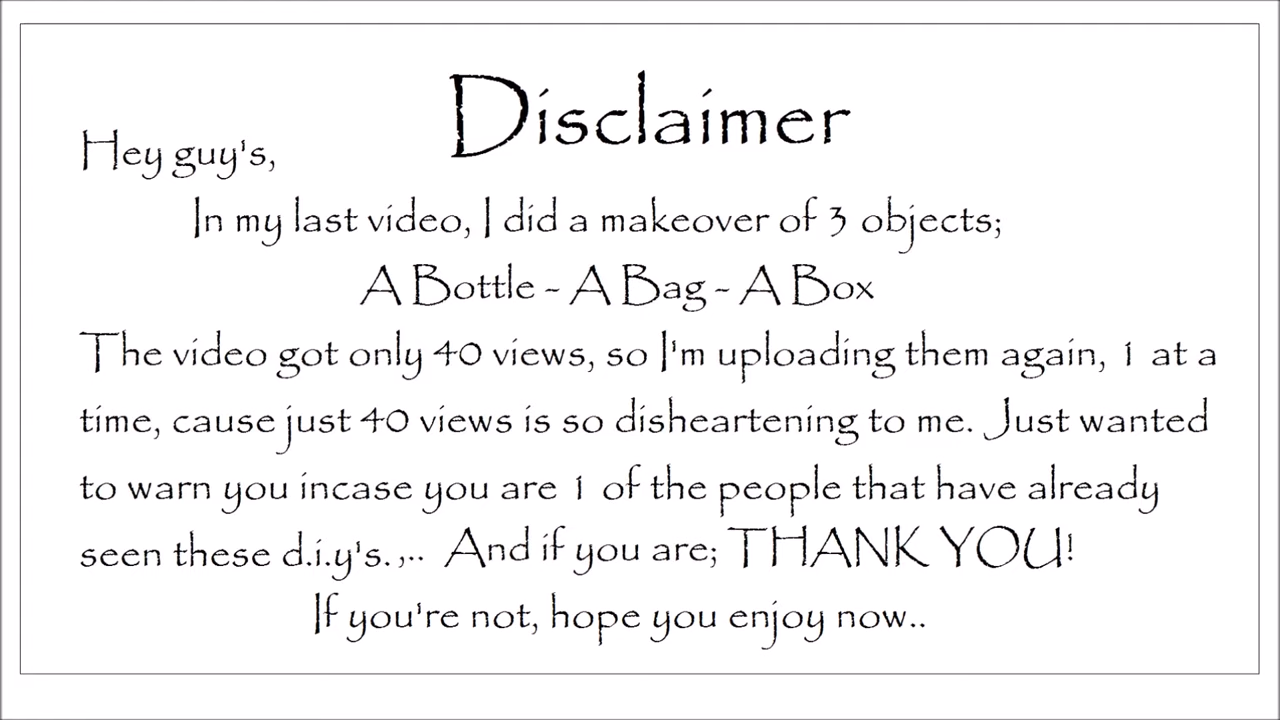 Disclaimer
Hey guy's,
In my last video, I did a makeover of 3 objects;
A Bottle - A Bag - A Box
The video got only 40 views, so I'm uploading them again, 1 at a
time, cause just 40 views is so disheartening to me. Just wanted
to warn you incase you are 1 of the people that have already
seen these d.i.y's. ,.. And if you are; THANK YOU!
If you're not, hope you enjoy now..